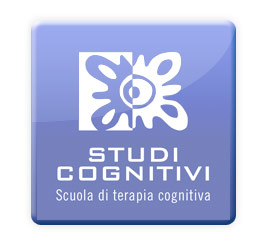 STUDI
COGNITIVI
Scuola di terapia cognitiva